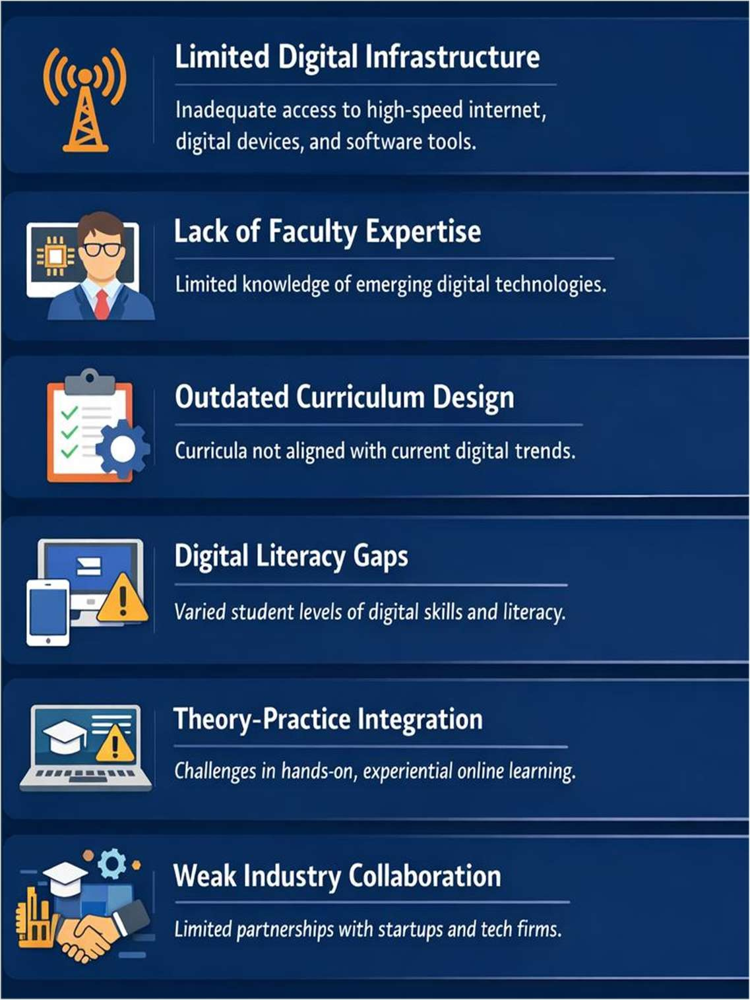 Limited Digital Infrastructure
Inadequate access to high-speed internet,
digital devices, and software tools.
Lack of Faculty Expertise
Limited knowledge of emerging digital technologies.
Outdated Curriculum Design
Curricula not aligned with current digital trends.
Digital Literacy Gaps
Varied student levels of digital skills and literacy.
Theory-Practice Integration
Challenges in hands-on, experiential online learning.
Weak Industry Collaboration
Limited partnerships with startups and tech firms.